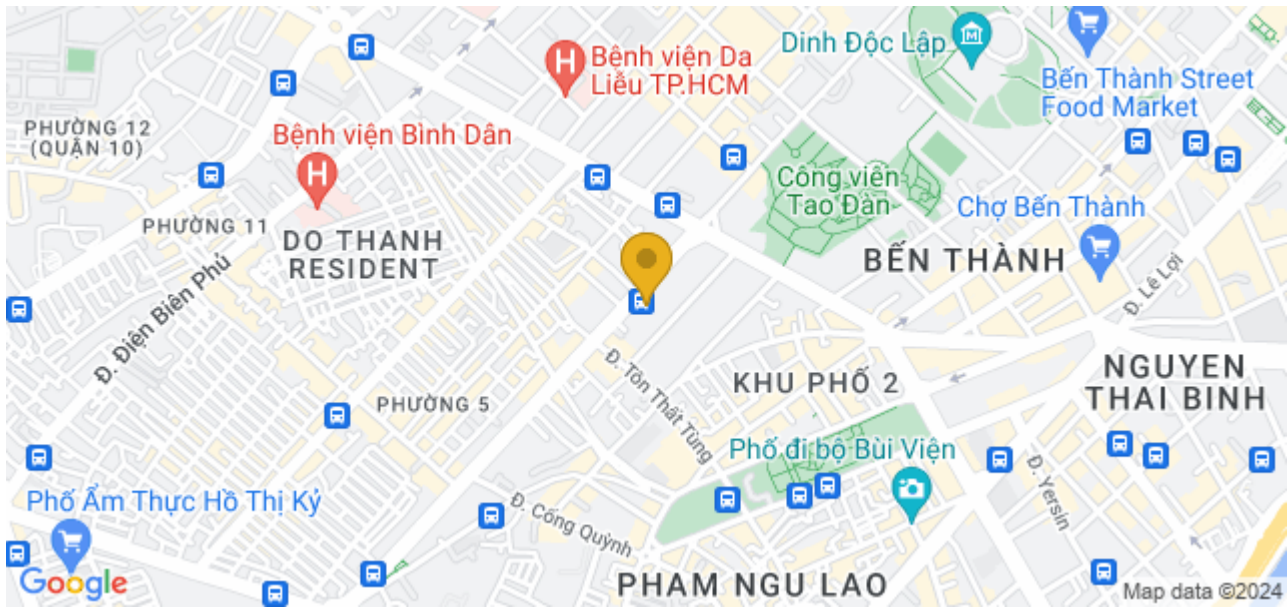 Dinh Độc Lập
Bệnh viện Da
Liễu TP.HCM
Bến Thành Street
Food Market
PHƯỜNG 12
(QUẬN 10)
Bệnh viện Bình Dân
Công viên
Tao Đàn
Chợ Bến Thành
PHƯỜNG 11
DO THANH
RESIDENT
BẾN THÀNH
Đ. Lê Lợi
Đ. Điện Biên Phủ
Đ. Tôn Thất Tùng
KHU PHỐ 2
NGUYEN
THAI BINH
PHƯỜNG 5
Phố đi bộ Bùi Viện
Đ. Yersin
Phố Ẩm Thực Hồ Thị Kỷ
Đ. Cống Quỳnh
PHAM NGU LAO
Google
Map data ©2024